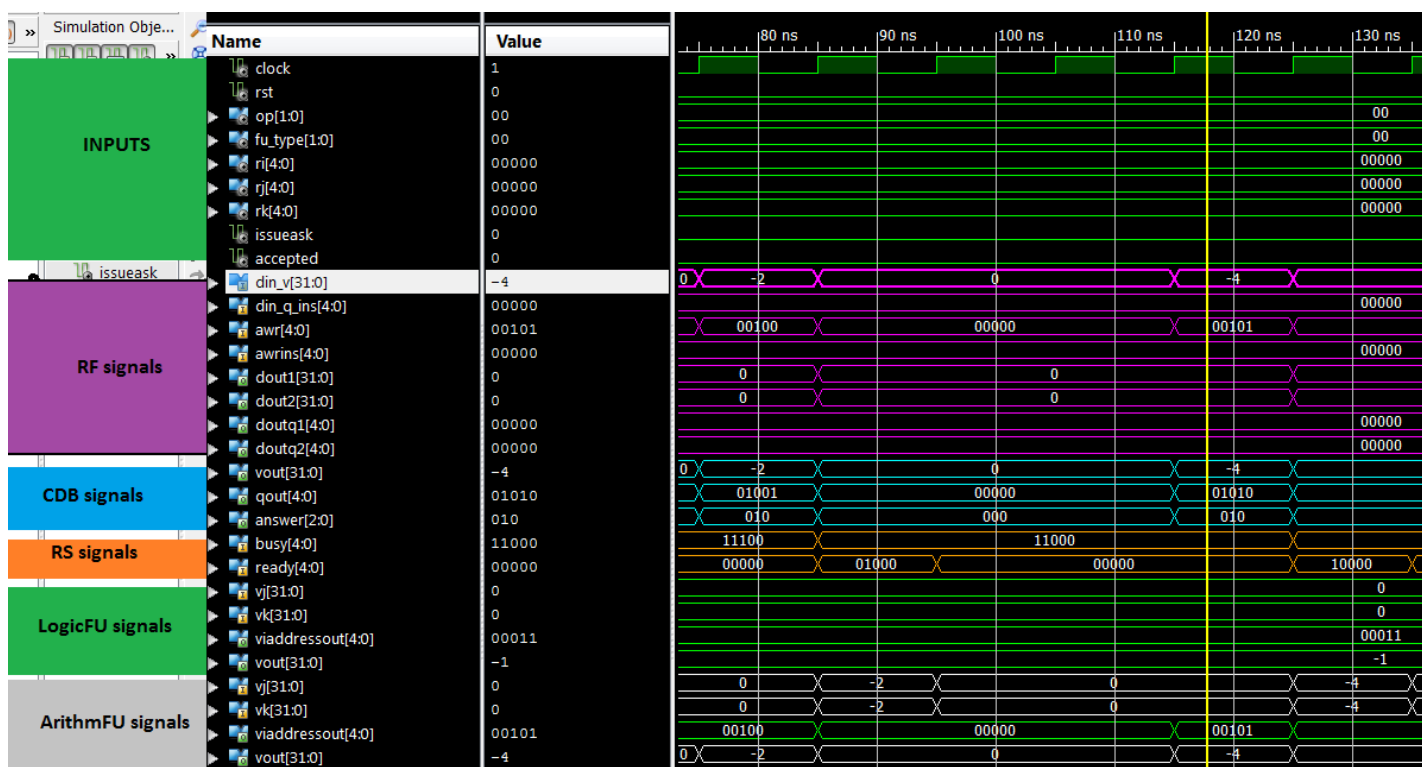 Simulation Obje...
Name Value 80 ns 90 ns 100 ns 110 ns 120 ns 130 ns
clock 1
rst 0
op[1:0] 00 00
INPUTS fu_type[1:0] 00 00
ri[4:0] 00000 00000
rj[4:0] 00000 00000
rk[4:0] 00000 00000
issueask 0
accepted 0
issueask din_v[31:0] -4 0 -2 0 -4
din_q_ins[4:0] 00000 00000
awr[4:0] 00101 00100 00000 00101
awrins[4:0] 00000 00000
RF signals dout1[31:0] 0 0 0
dout2[31:0] 0 0 0
doutq1[4:0] 00000 00000
doutq2[4:0] 00000 00000
vout[31:0] -4 0 -2 0 -4
CDB signals qout[4:0] 01010 01001 00000 01010
answer[2:0] 010 010 000 010
RS signals busy[4:0] 11000 11100 11000
ready[4:0] 00000 00000 01000 00000 10000
vj[31:0] 0 0
LogicFU signals vk[31:0] 0 0
viaddressout[4:0] 00011 00011
vout[31:0] -1 -1
vj[31:0] 0 0 -2 0 -4
ArithmFU signals vk[31:0] 0 0 -2 0 -4
viaddressout[4:0] 00101 00100 00000 00101
vout[31:0] -4 0 -2 0 -4